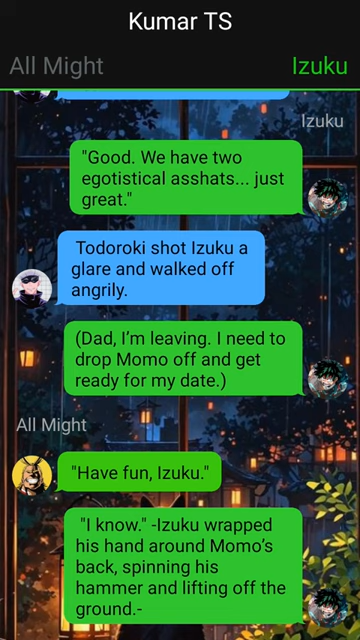 Kumar TS
All Might
Izuku
Izuku
"Good. We have two
egotistical asshats... just
great."
Todoroki shot Izuku a
glare and walked off
angrily.
(Dad, I'm leaving. I need to
drop Momo off and get
ready for my date.)
All Might
"Have fun, Izuku."
"I know." -Izuku wrapped
his hand around Momo's
back, spinning his
hammer and lifting off the
ground.-